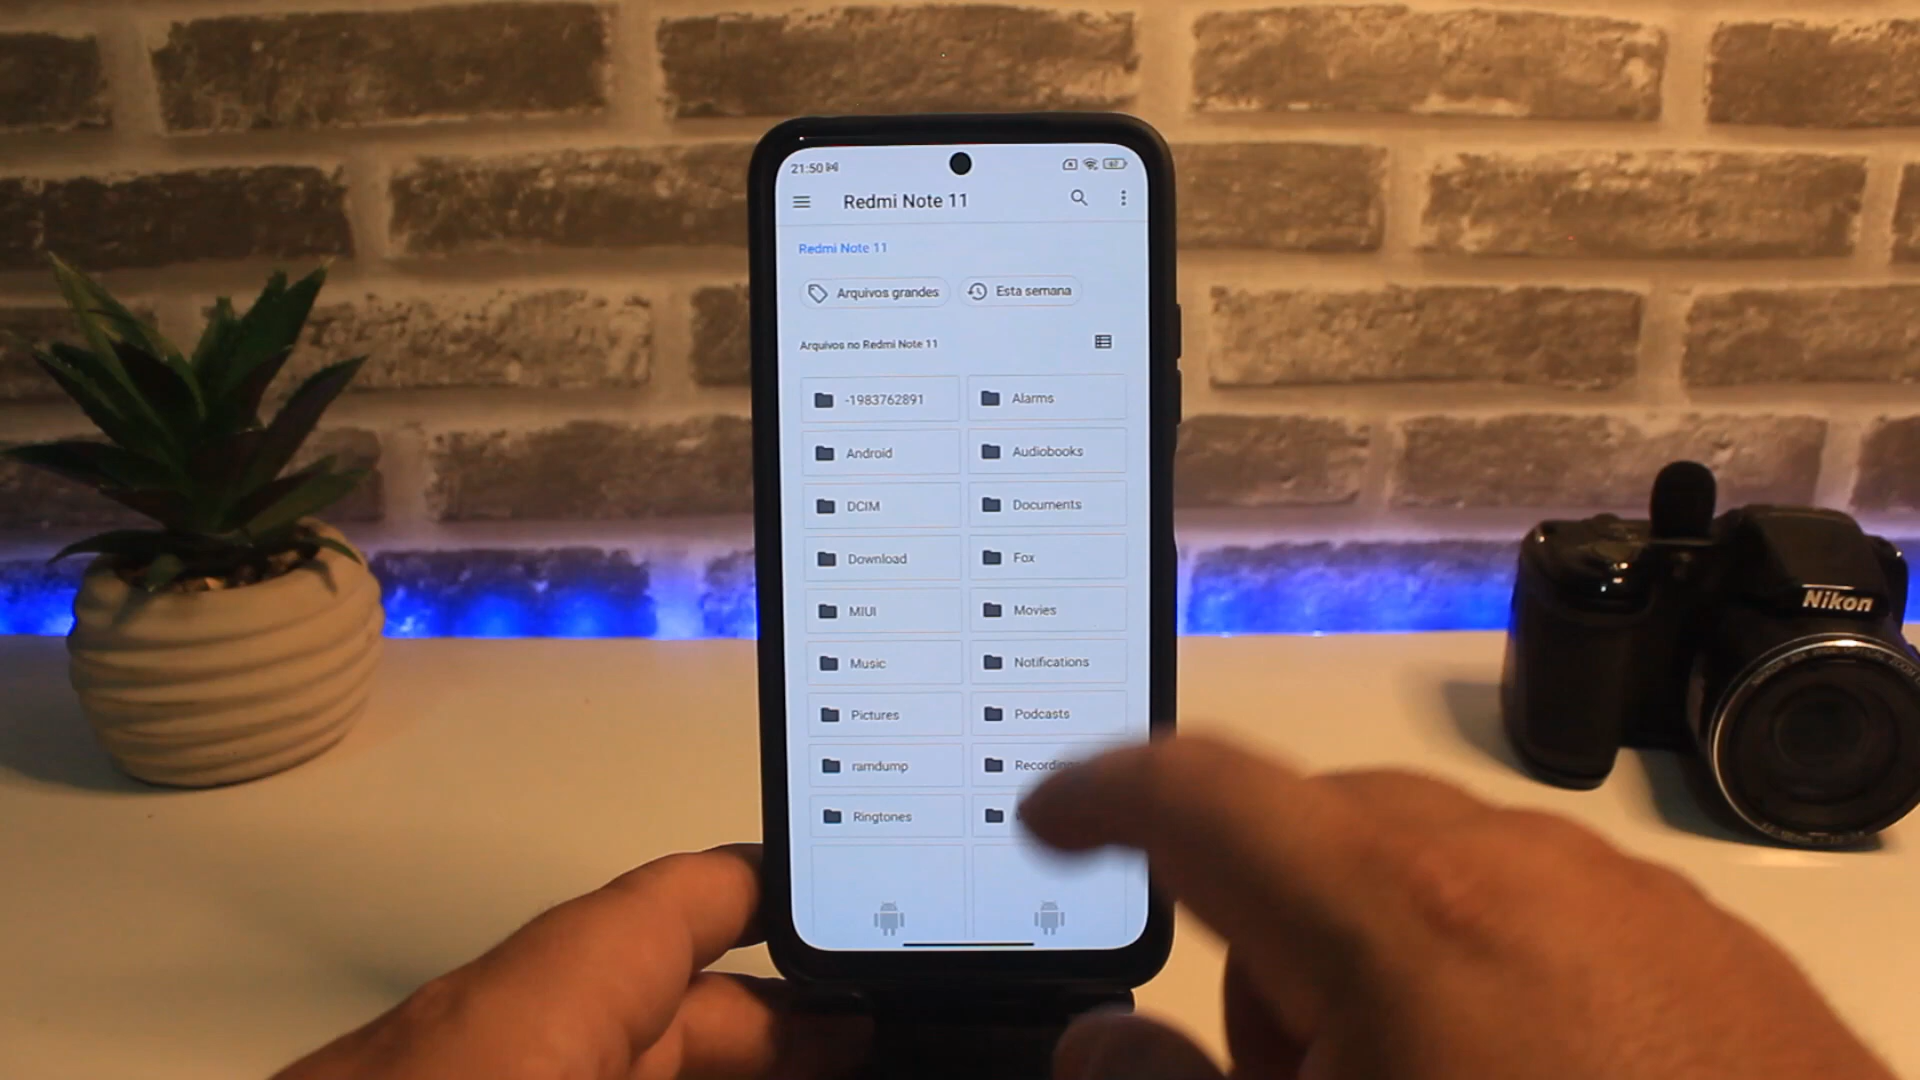 21:50
67
Redmi Note 11
Redmi Note 11
Arquivos grandes
Esta semana
Arquivos no Redmi Note 11
-1983762891
Alarms
Android
Audiobooks
DCIM
Documents
Download
Fox
MIUI
Movies
Music
Notifications
Pictures
Podcasts
ramdump
Ringtones
Nikon